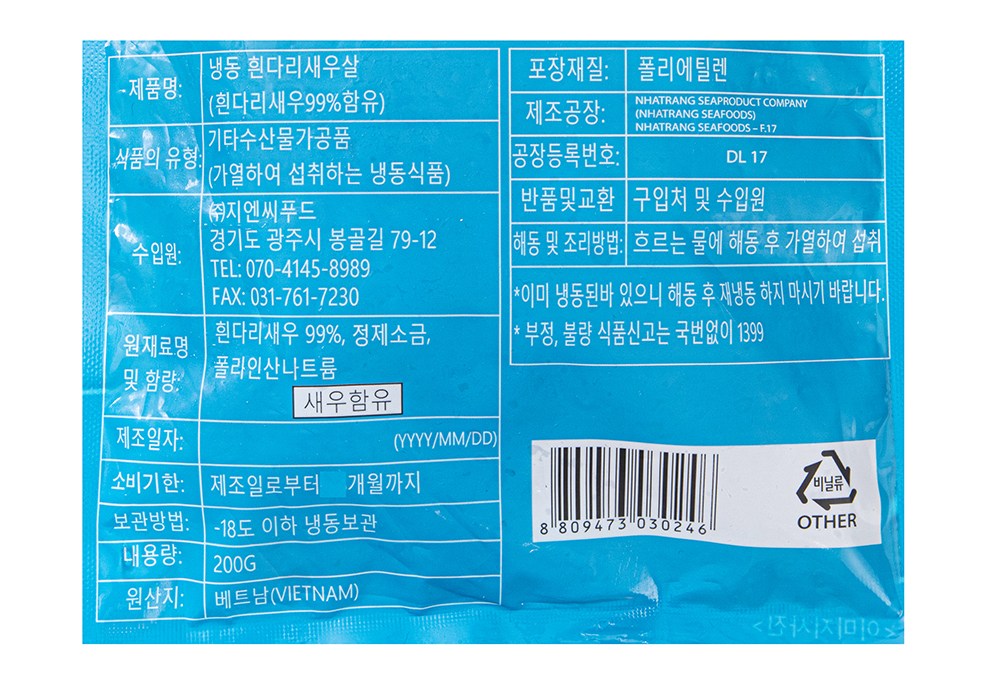 제품명:
냉동 흰다리새우살
(흰다리새우99%함유)
식품의 유형:
기타수산물가공품
(가열하여 섭취하는 냉동식품)
수입원:
㈜지엔씨푸드
경기도 광주시 봉골길 79-12
TEL: 070-4145-8989
FAX: 031-761-7230
원재료명
및 함량:
흰다리새우 99%, 정제소금,
폴리인산나트륨
새우함유
제조일자:
(YYYY/MM/DD)
소비기한:
제조일로부터 개월까지
보관방법:
-18도 이하 냉동보관
내용량:
200G
원산지:
베트남(VIETNAM)
포장재질:
폴리에틸렌
제조공장:
NHATRANG SEAPRODUCT COMPANY
(NHATRANG SEAFOODS)
NHATRANG SEAFOODS – F.17
공장등록번호:
DL 17
반품및교환
구입처 및 수입원
해동 및 조리방법:
흐르는 물에 해동 후 가열하여 섭취
*이미 냉동된바 있으니 해동 후 재냉동 하지 마시기 바랍니다.
* 부정, 불량 식품신고는 국번없이 1399
8 809473 030246
비닐류
OTHER
<이미지사진>